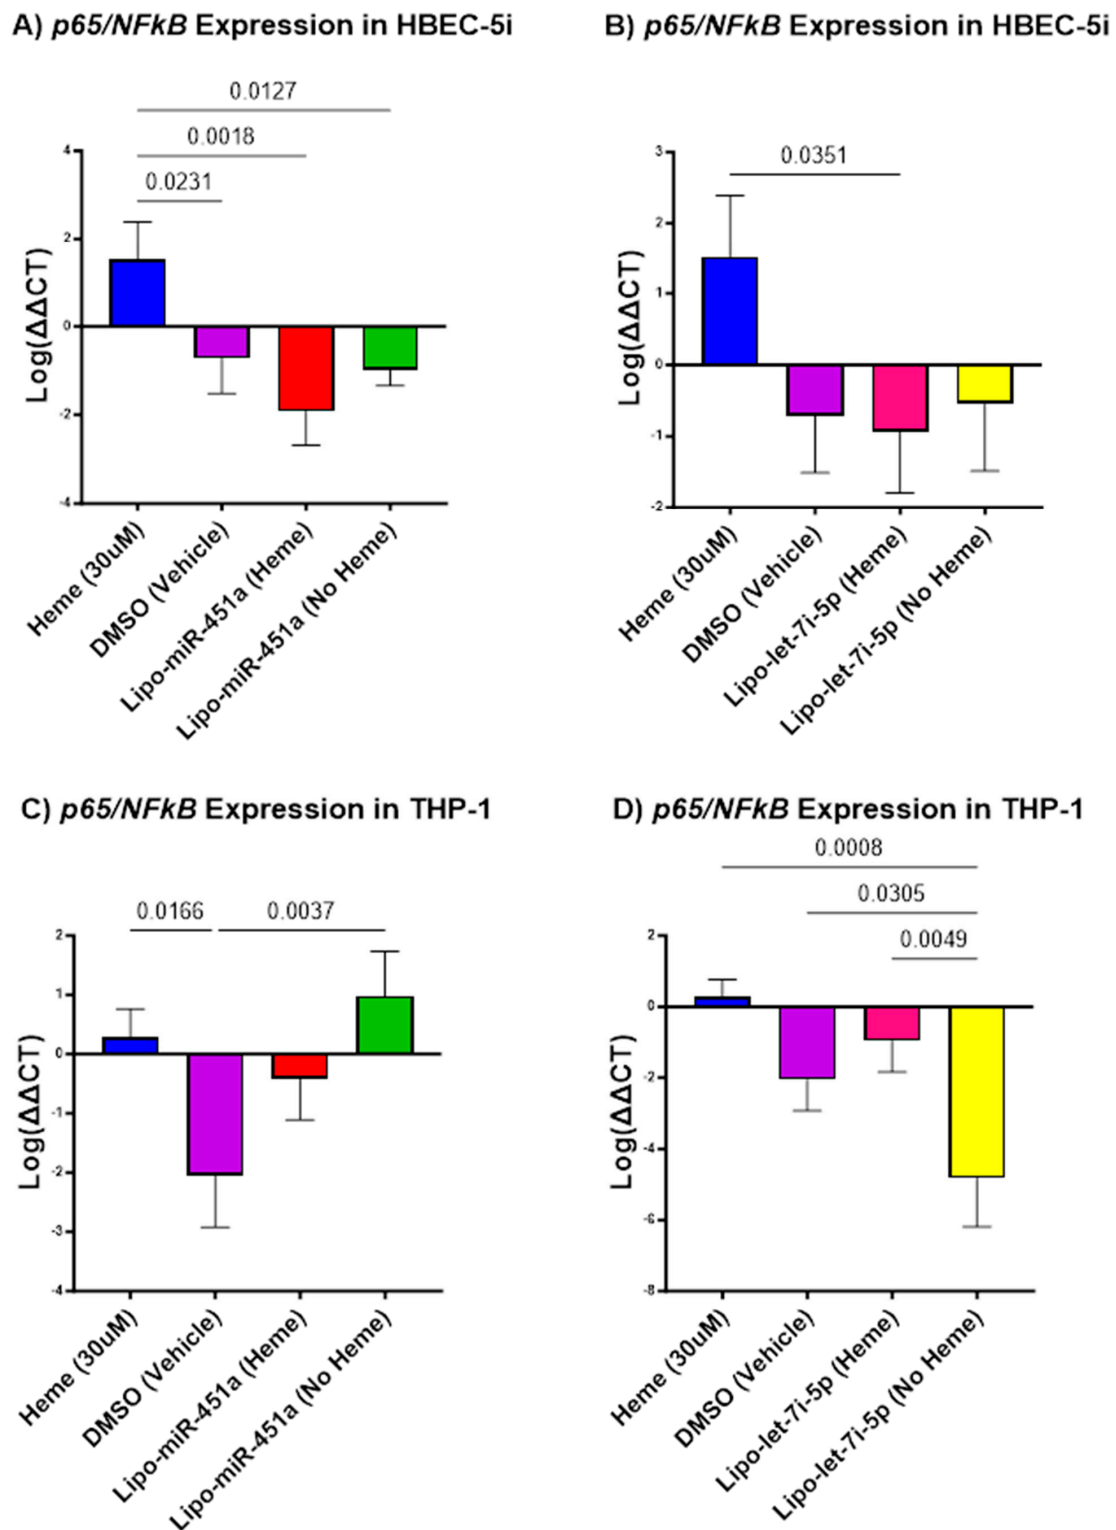 A) p65/NFkB Expression in HBEC-5i
0.0127
0.0018
0.0231
4
2
0
-2
-4
Log(ΔΔCT)
Heme (30uM)
DMSO (Vehicle)
Lipo-miR-451a (Heme)
Lipo-miR-451a (No Heme)
B) p65/NFkB Expression in HBEC-5i
0.0351
3
2
1
0
-1
-2
Log(ΔΔCT)
Heme (30uM)
DMSO (Vehicle)
Lipo-let-7i-5p (Heme)
Lipo-let-7i-5p (No Heme)
C) p65/NFkB Expression in THP-1
0.0166
0.0037
2
1
0
-1
-2
-3
-4
Log(ΔΔCT)
Heme (30uM)
DMSO (Vehicle)
Lipo-miR-451a (Heme)
Lipo-miR-451a (No Heme)
D) p65/NFkB Expression in THP-1
0.0008
0.0305
0.0049
2
0
-2
-4
-6
-8
Log(ΔΔCT)
Heme (30uM)
DMSO (Vehicle)
Lipo-let-7i-5p (Heme)
Lipo-let-7i-5p (No Heme)